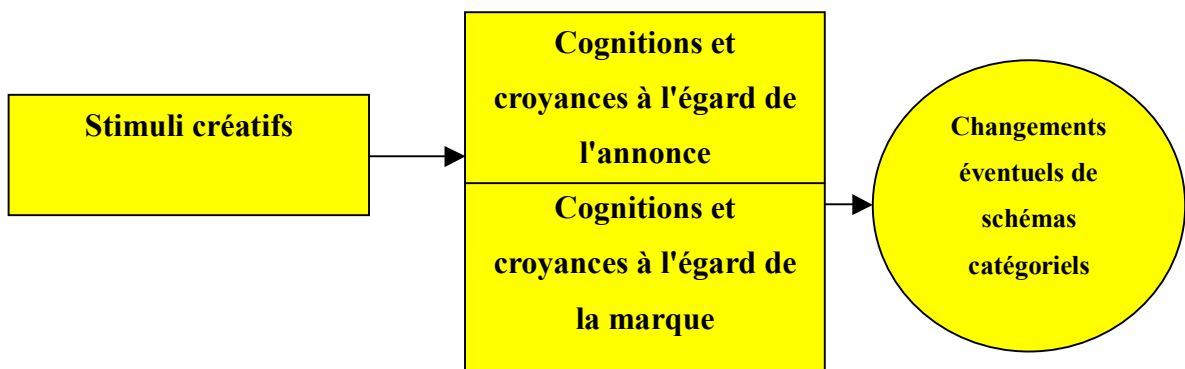 Stimuli créatifs
Cognitions et
croyances à l'égard de
l'annonce
Cognitions et
croyances à l'égard de
la marque
Changements
éventuels de
schémas
catégoriels